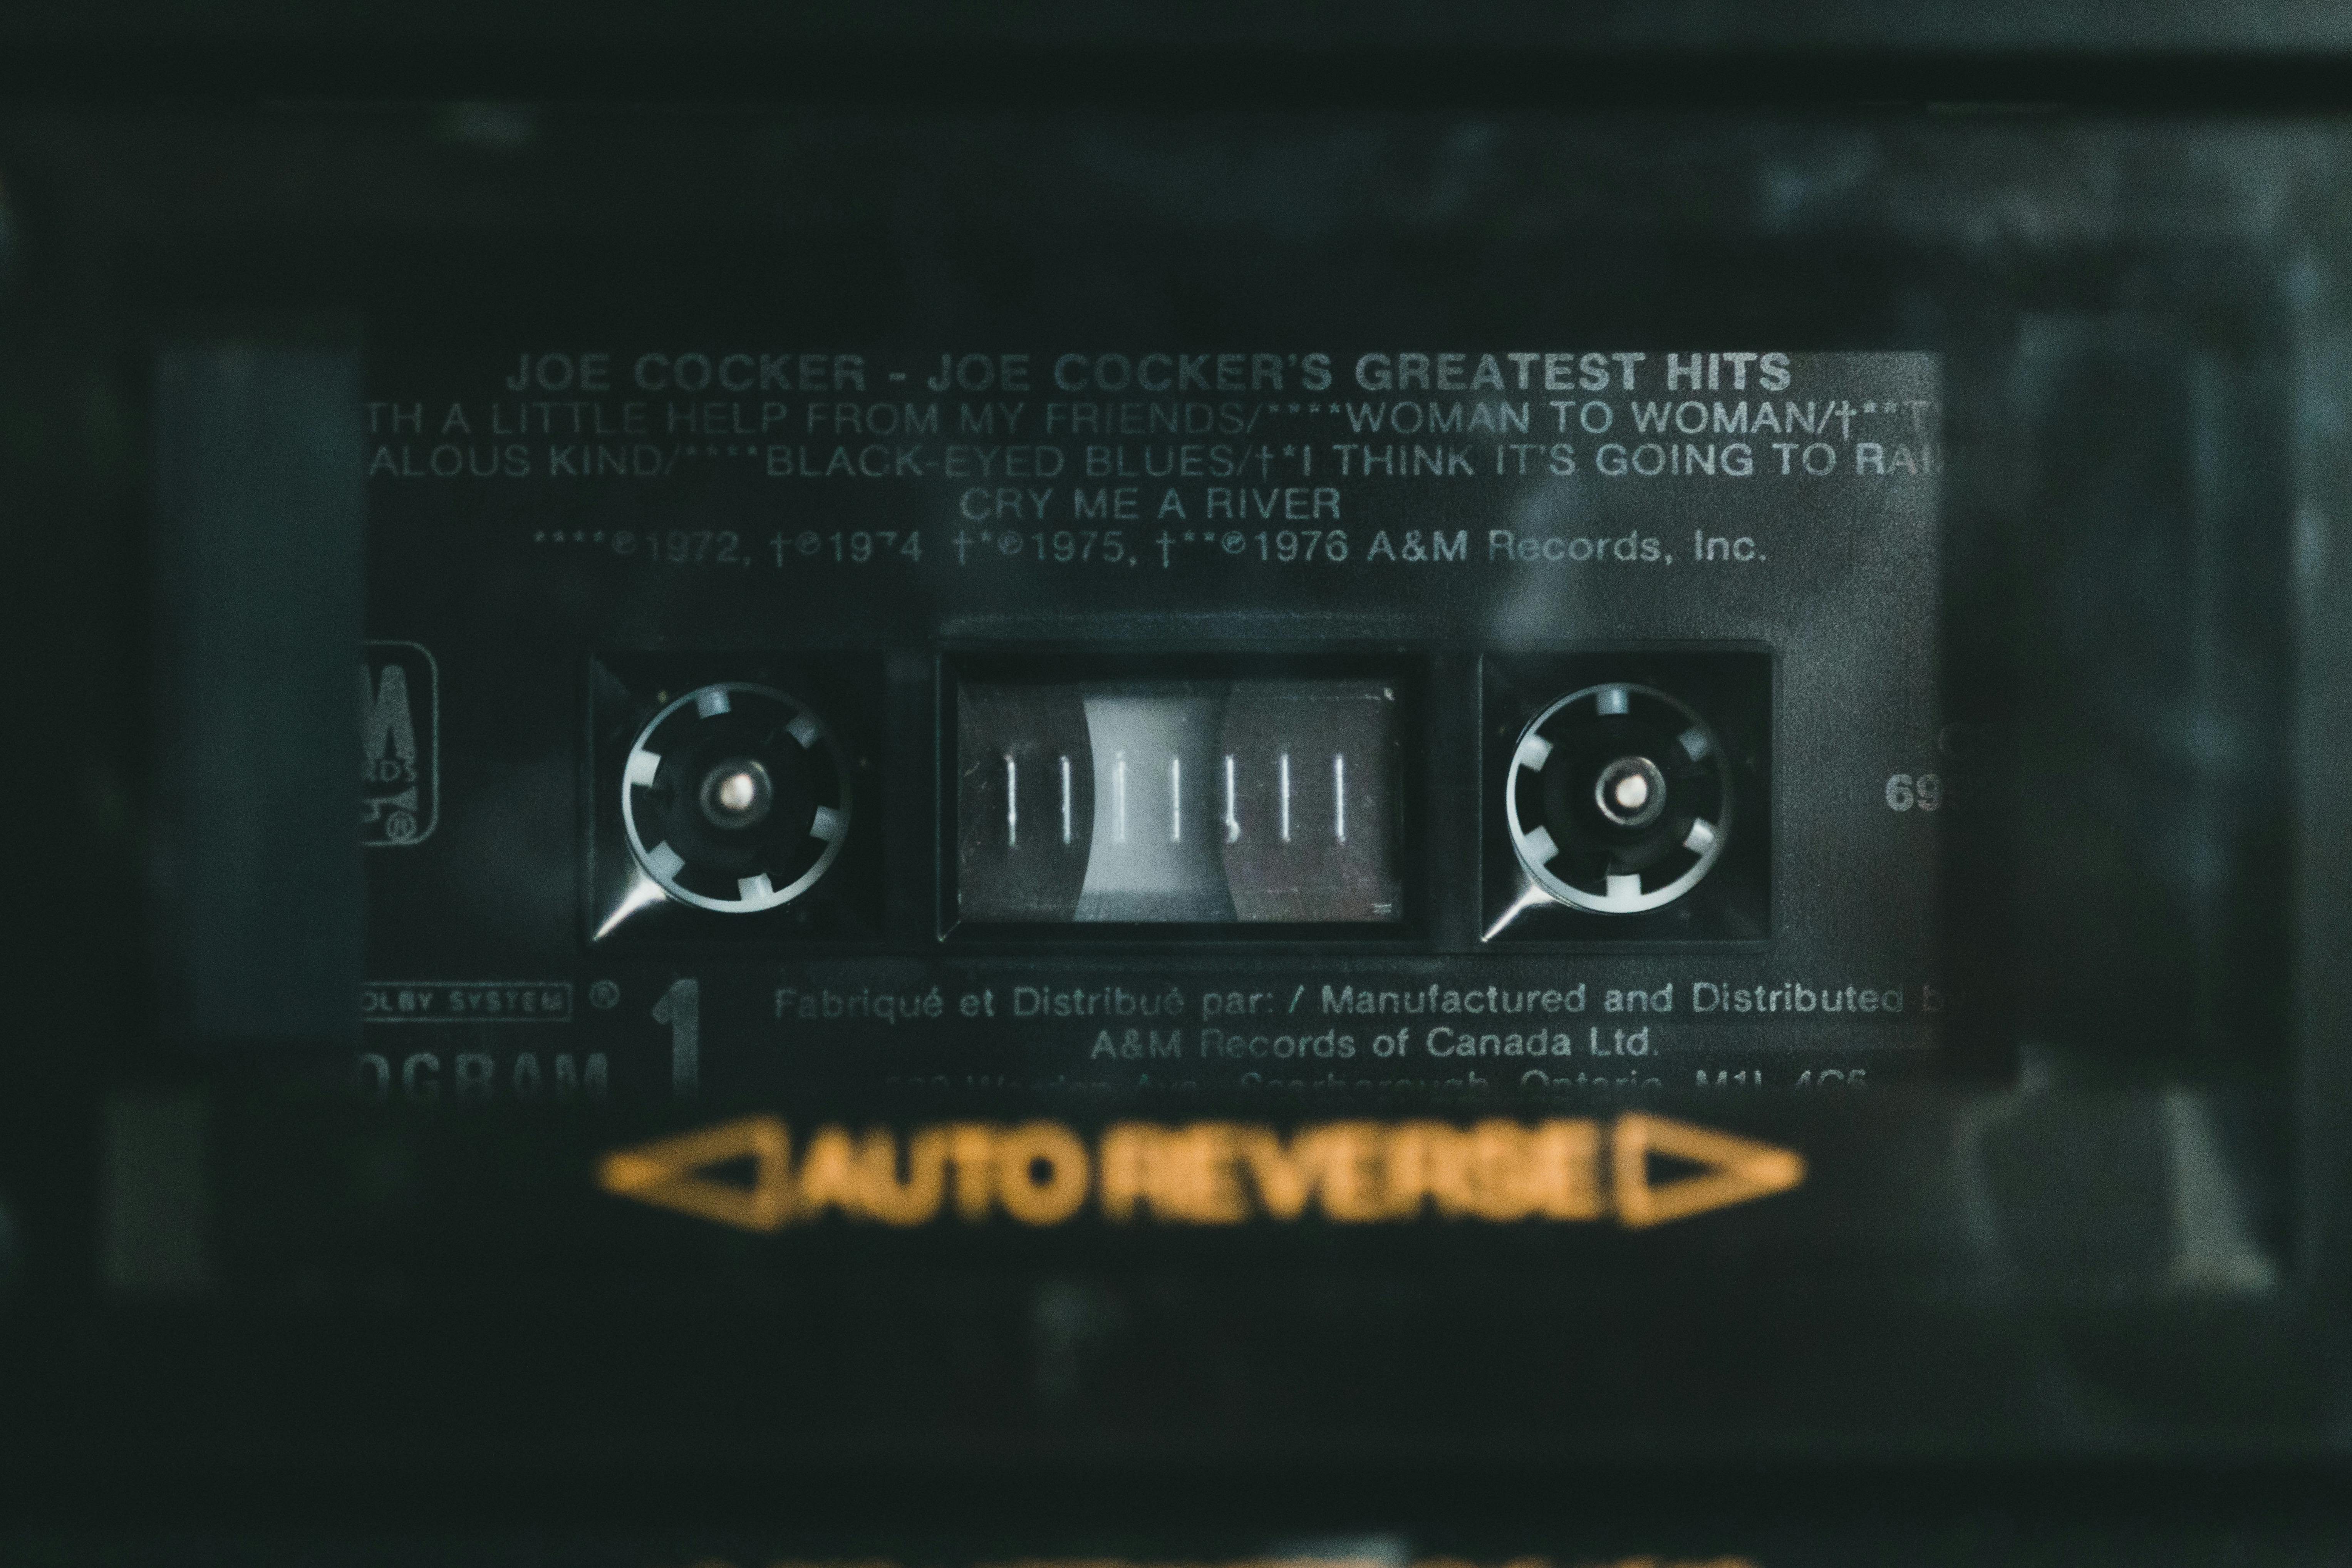 JOE COCKER - JOE COCKER'S GREATEST HITS
TH A LITTLE HELP FROM MY FRIENDS/****WOMAN TO WOMAN/†**T
ALOUS KIND/****BLACK-EYED BLUES/†*I THINK IT'S GOING TO RAI
CRY ME A RIVER
****℗1972, †℗1974 †*℗1975, †**℗1976 A&M Records, Inc.
M
RDS
®
69
OLBY SYSTEM ®
OGRAM 1
Fabriqué et Distribué par: / Manufactured and Distributed by
A&M Records of Canada Ltd.
Ave. Scarborough, Ontario, M1L
AUTO REVERSE